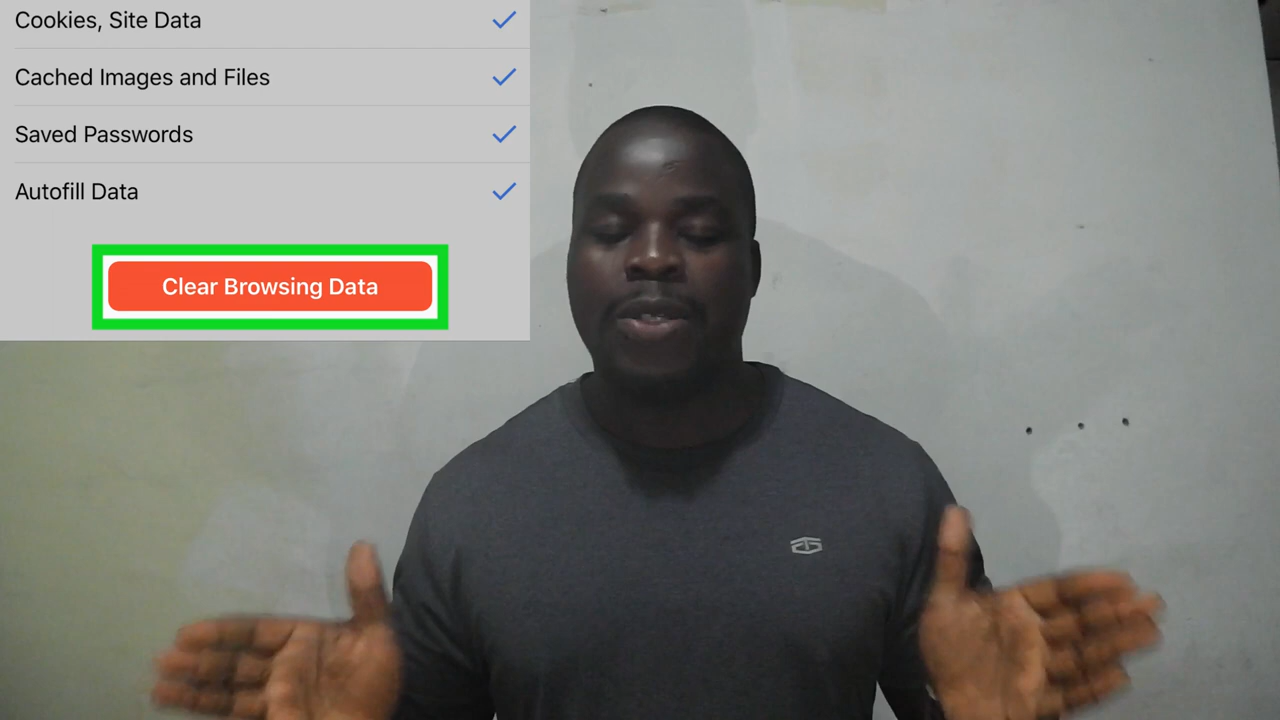 Cookies, Site Data
Cached Images and Files
Saved Passwords
Autofill Data
Clear Browsing Data